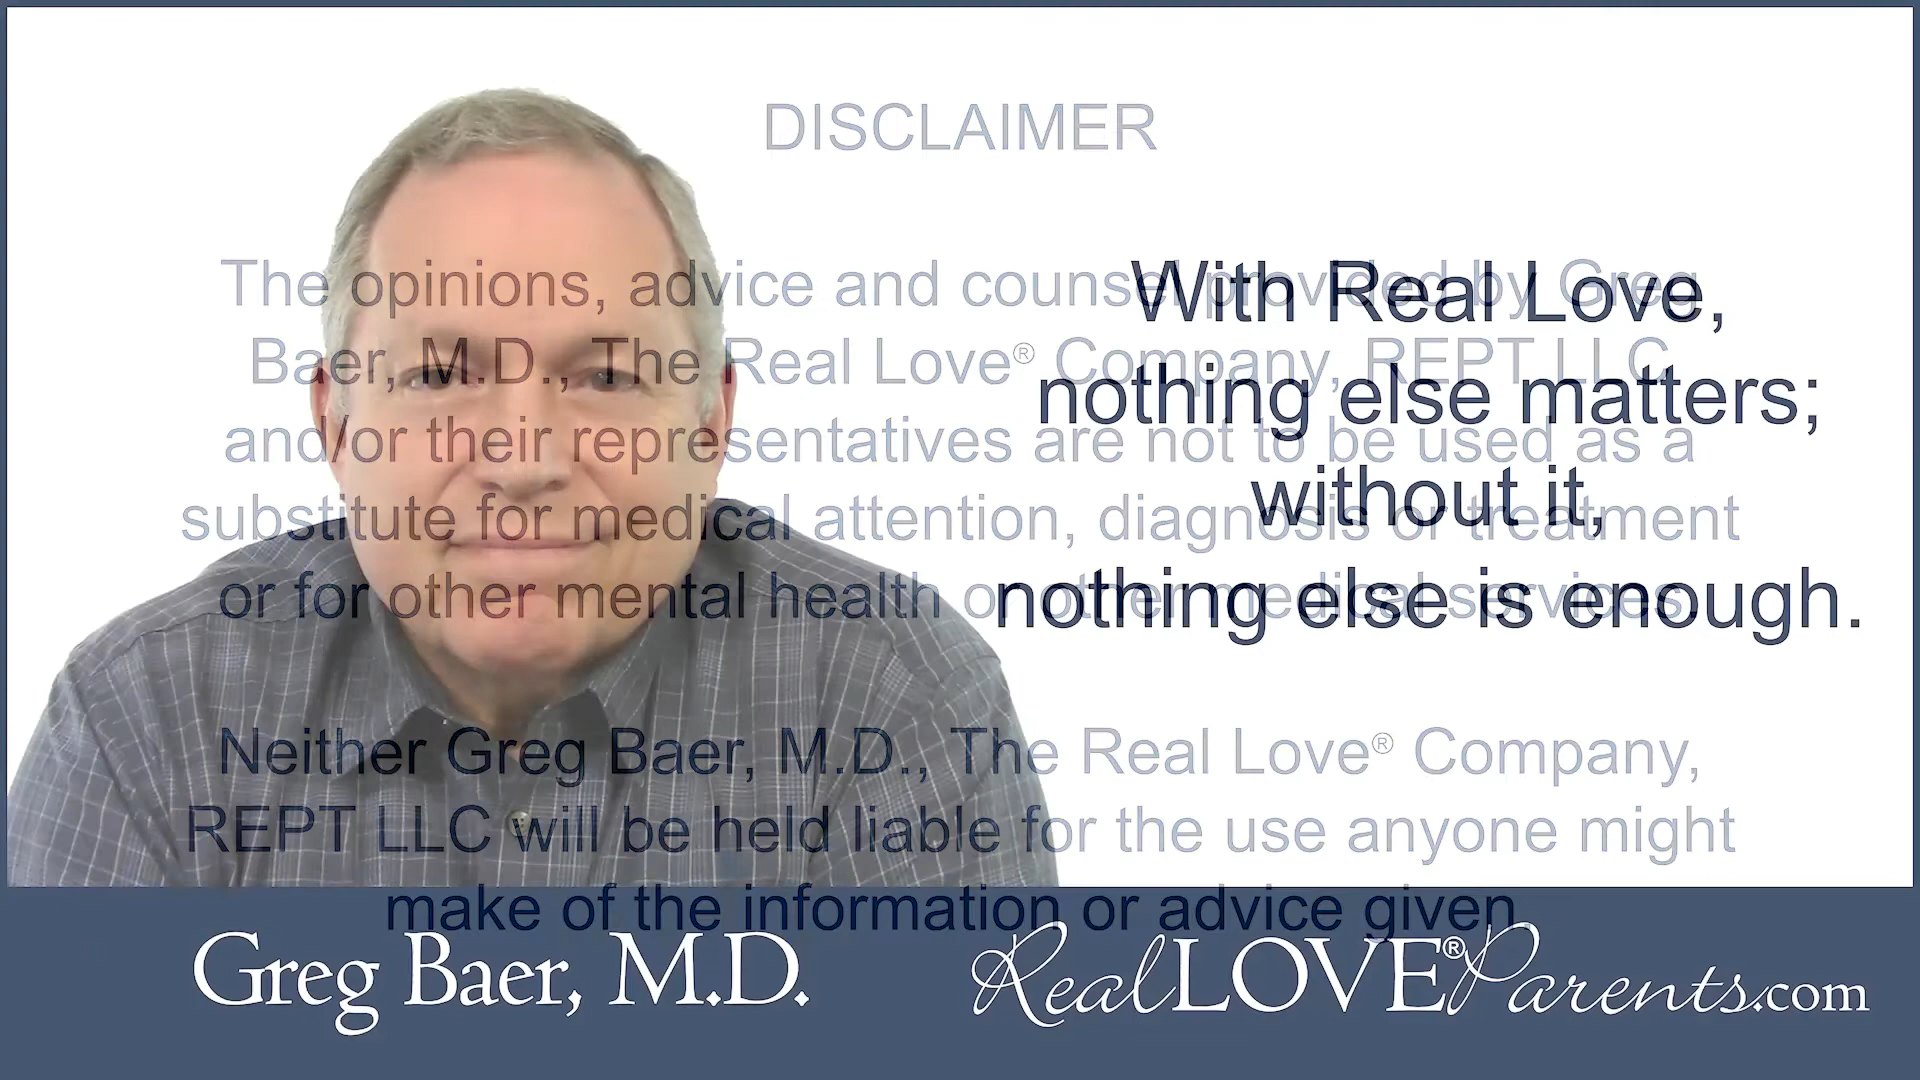 DISCLAIMER
The opinions, advice and counsel provided by Greg
Baer, M.D., The Real Love® Company, REPT LLC
and/or their representatives are not to be used as a
substitute for medical attention, diagnosis or treatment
or for other mental health or other medical services.
Neither Greg Baer, M.D., The Real Love® Company,
REPT LLC will be held liable for the use anyone might
make of the information or advice given
With Real Love,
nothing else matters;
without it,
nothing else is enough.
Greg Baer, M.D.
RealLOVE®Parents.com